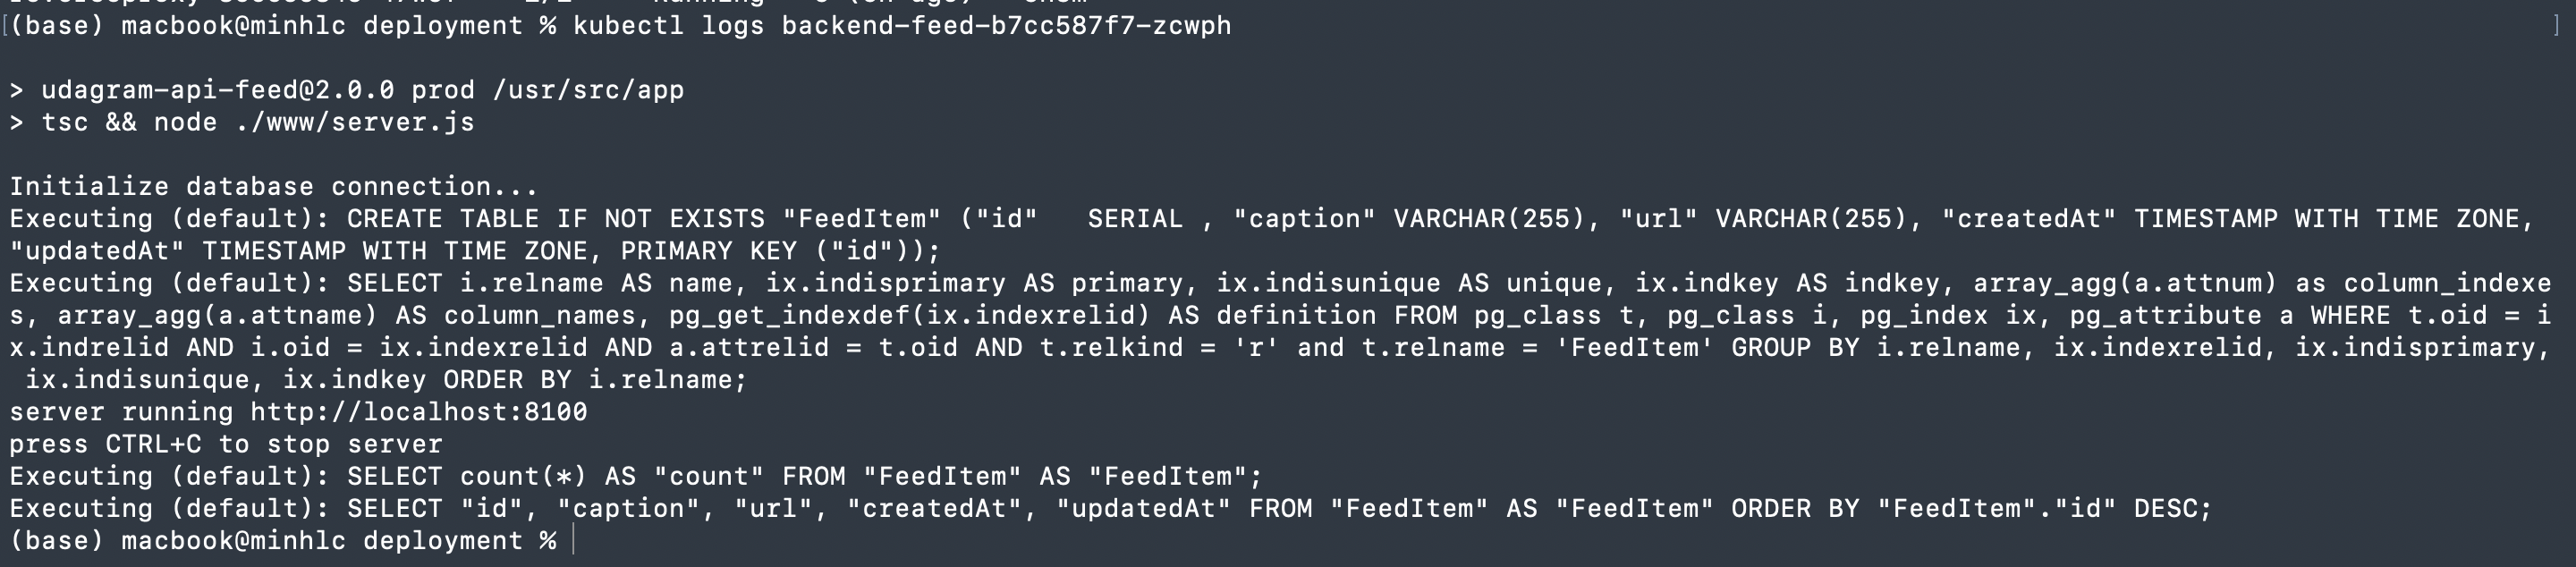 [(base) macbook@minhlc deployment % kubectl logs backend-feed-b7cc587f7-zcwph ]
> udagram-api-feed@2.0.0 prod /usr/src/app
> tsc && node ./www/server.js
Initialize database connection...
Executing (default): CREATE TABLE IF NOT EXISTS "FeedItem" ("id"   SERIAL , "caption" VARCHAR(255), "url" VARCHAR(255), "createdAt" TIMESTAMP WITH TIME ZONE,
"updatedAt" TIMESTAMP WITH TIME ZONE, PRIMARY KEY ("id"));
Executing (default): SELECT i.relname AS name, ix.indisprimary AS primary, ix.indisunique AS unique, ix.indkey AS indkey, array_agg(a.attnum) as column_indexe
s, array_agg(a.attname) AS column_names, pg_get_indexdef(ix.indexrelid) AS definition FROM pg_class t, pg_class i, pg_index ix, pg_attribute a WHERE t.oid = i
x.indrelid AND i.oid = ix.indexrelid AND a.attrelid = t.oid AND t.relkind = 'r' and t.relname = 'FeedItem' GROUP BY i.relname, ix.indexrelid, ix.indisprimary,
 ix.indisunique, ix.indkey ORDER BY i.relname;
server running http://localhost:8100
press CTRL+C to stop server
Executing (default): SELECT count(*) AS "count" FROM "FeedItem" AS "FeedItem";
Executing (default): SELECT "id", "caption", "url", "createdAt", "updatedAt" FROM "FeedItem" AS "FeedItem" ORDER BY "FeedItem"."id" DESC;
(base) macbook@minhlc deployment %